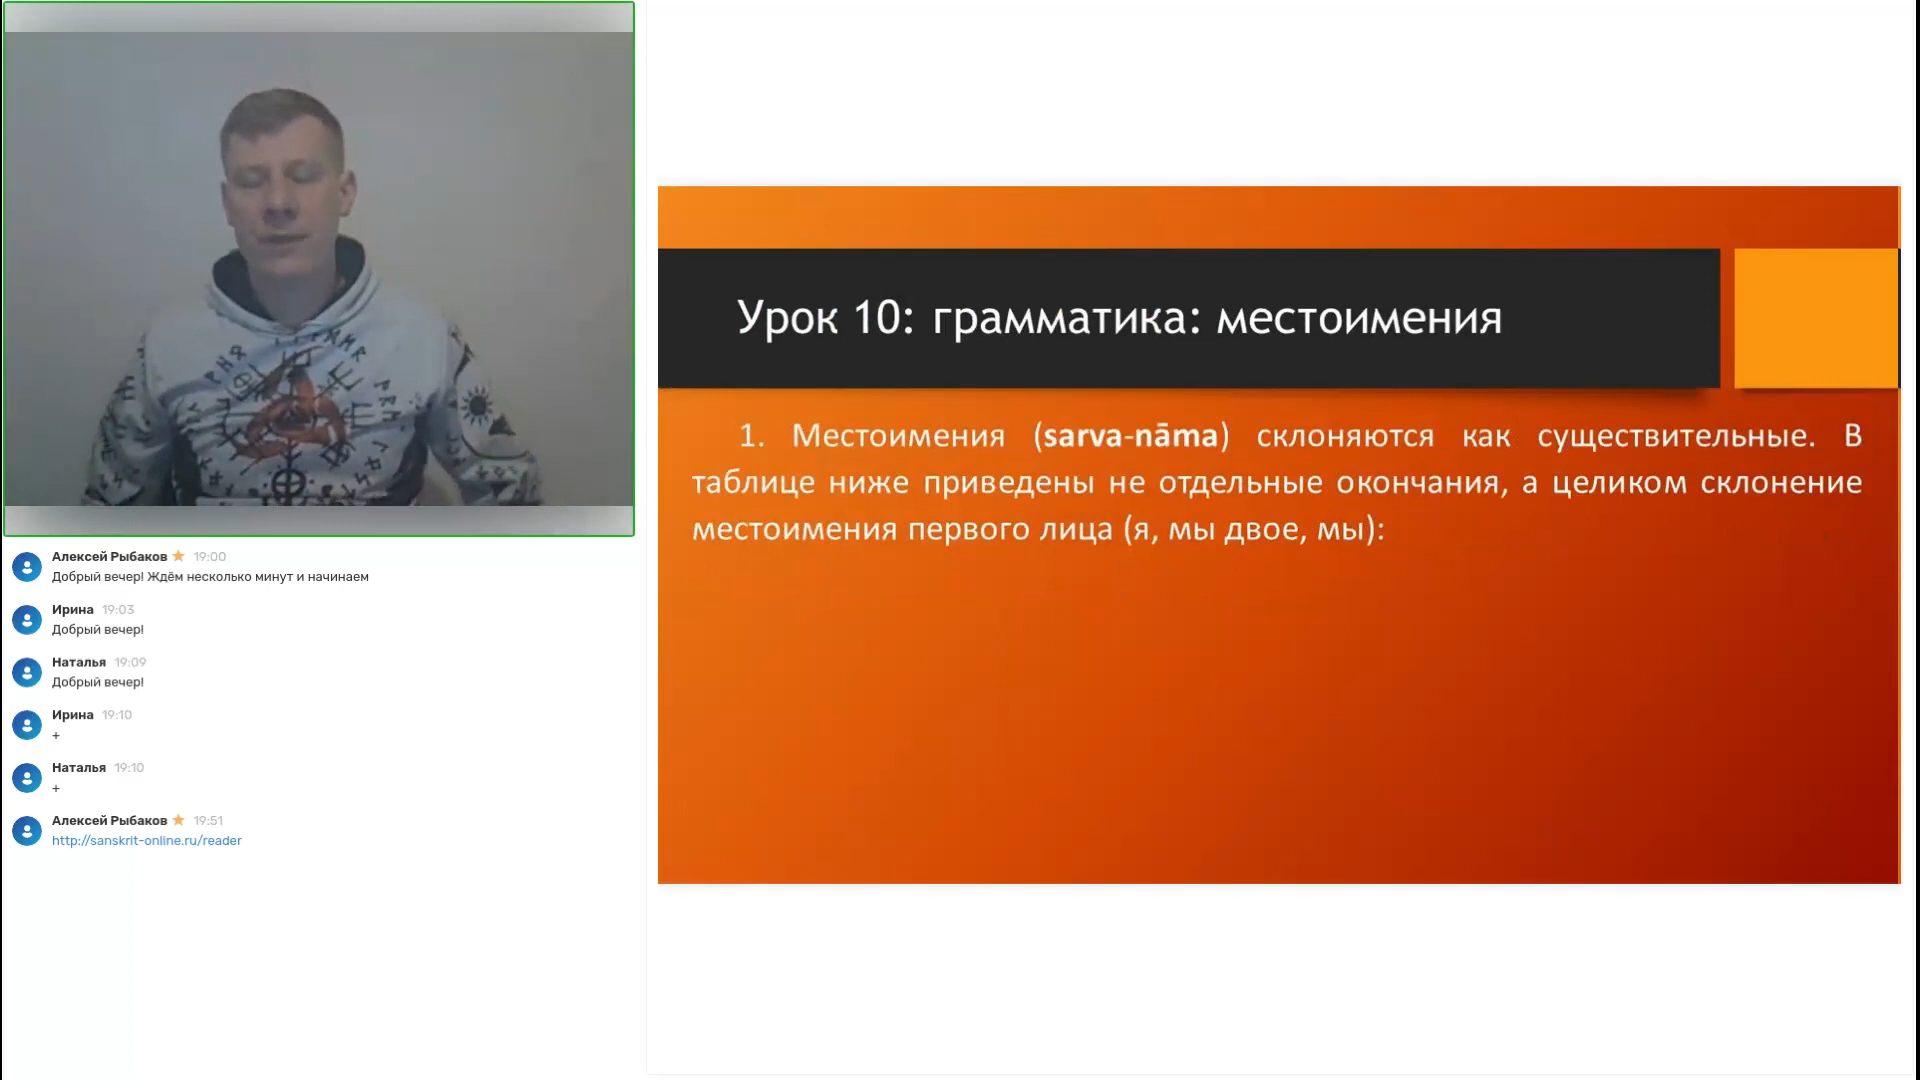 Алексей Рыбаков 19:00
Добрый вечер! Ждём несколько минут и начинаем
Ирина 19:03
Добрый вечер!
Наталья 19:09
Добрый вечер!
Ирина 19:10
+
Наталья 19:10
+
Алексей Рыбаков 19:51
http://sanskrit-online.ru/reader
Урок 10: грамматика: местоимения
1. Местоимения (sarva-nāma) склоняются как существительные. В
таблице ниже приведены не отдельные окончания, а целиком склонение
местоимения первого лица (я, мы двое, мы):